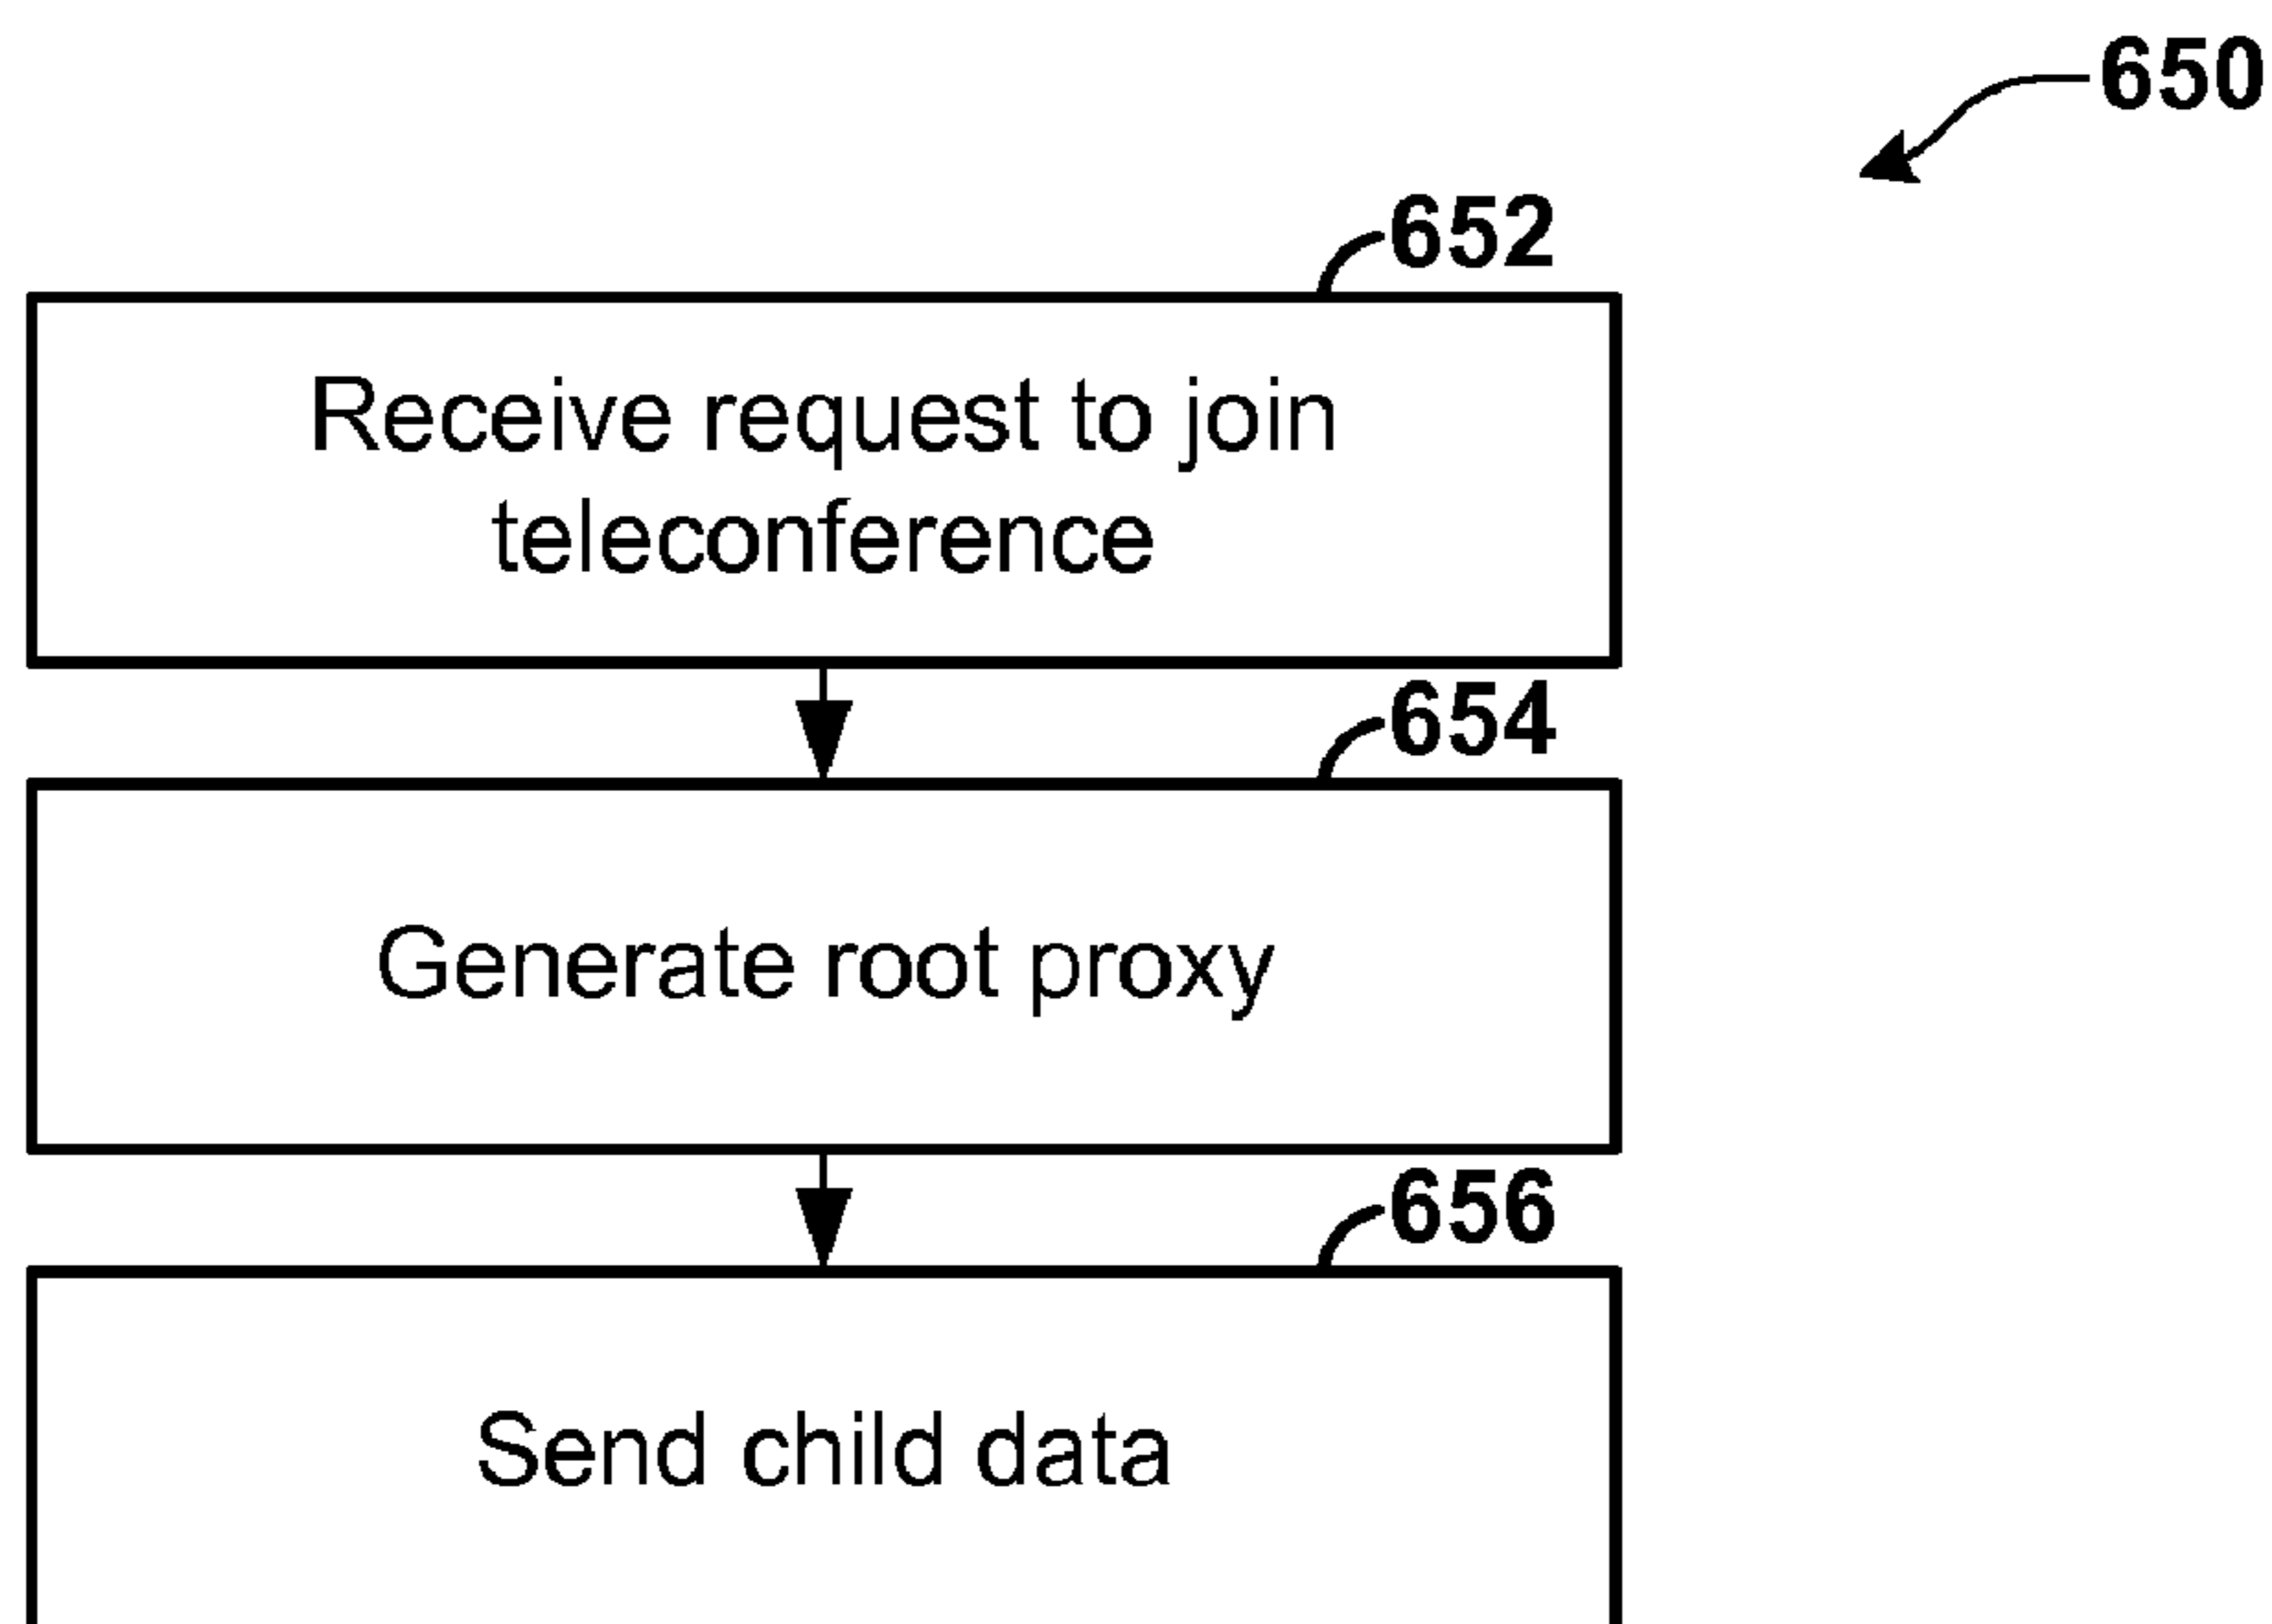 650
652
Receive request to join
teleconference
654
Generate root proxy
656
Send child data